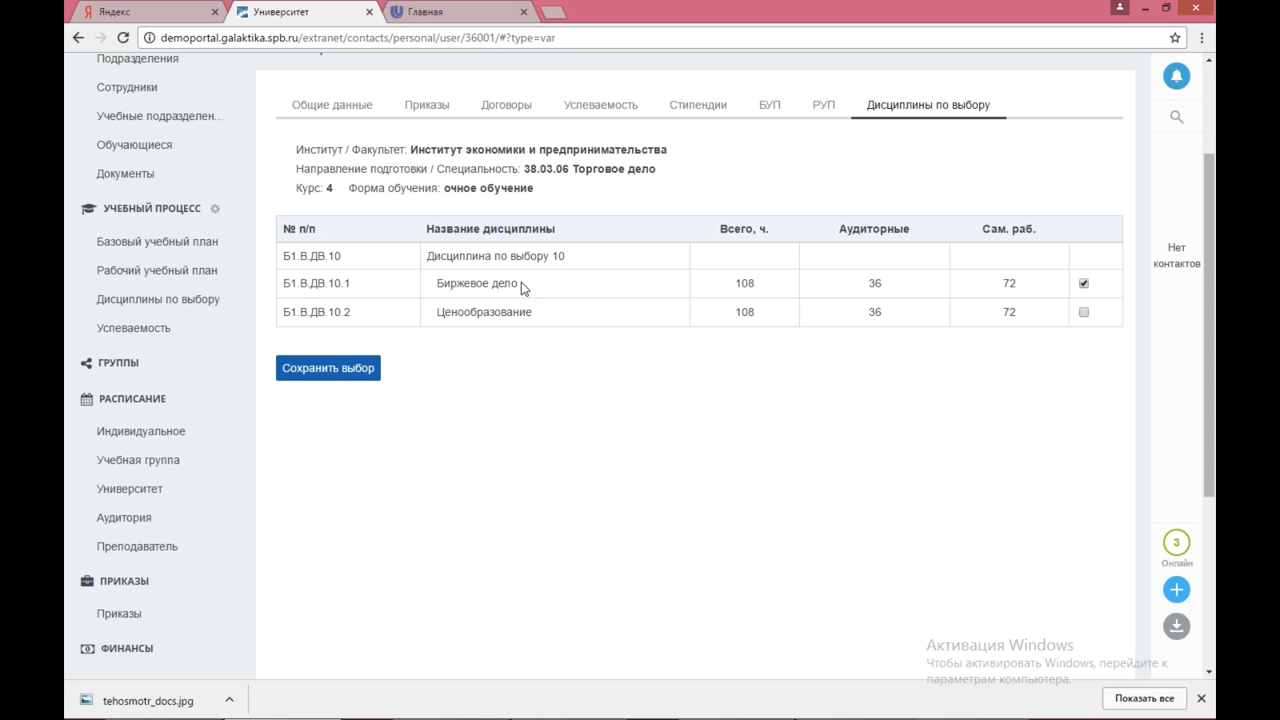 Яндекс
Университет
Главная
demoportal.galaktika.spb.ru/extranet/contacts/personal/user/36001/#?type=var
Подразделения
Сотрудники
Учебные подразделен...
Обучающиеся
Документы
УЧЕБНЫЙ ПРОЦЕСС
Базовый учебный план
Рабочий учебный план
Дисциплины по выбору
Успеваемость
ГРУППЫ
РАСПИСАНИЕ
Индивидуальное
Учебная группа
Университет
Аудитория
Преподаватель
ПРИКАЗЫ
Приказы
ФИНАНСЫ
Общие данные Приказы Договоры Успеваемость Стипендии БУП РУП Дисциплины по выбору
Институт / Факультет: Институт экономики и предпринимательства
Направление подготовки / Специальность: 38.03.06 Торговое дело
Курс: 4 Форма обучения: очное обучение
№ п/п Название дисциплины Всего, ч. Аудиторные Сам. раб.
Б1.В.ДВ.10 Дисциплина по выбору 10
Б1.В.ДВ.10.1 Биржевое дело 108 36 72
Б1.В.ДВ.10.2 Ценообразование 108 36 72
Сохранить выбор
Нет
контактов
3
Онлайн
Активация Windows
Чтобы активировать Windows, перейдите к
параметрам компьютера.
tehosmotr_docs.jpg
Показать все